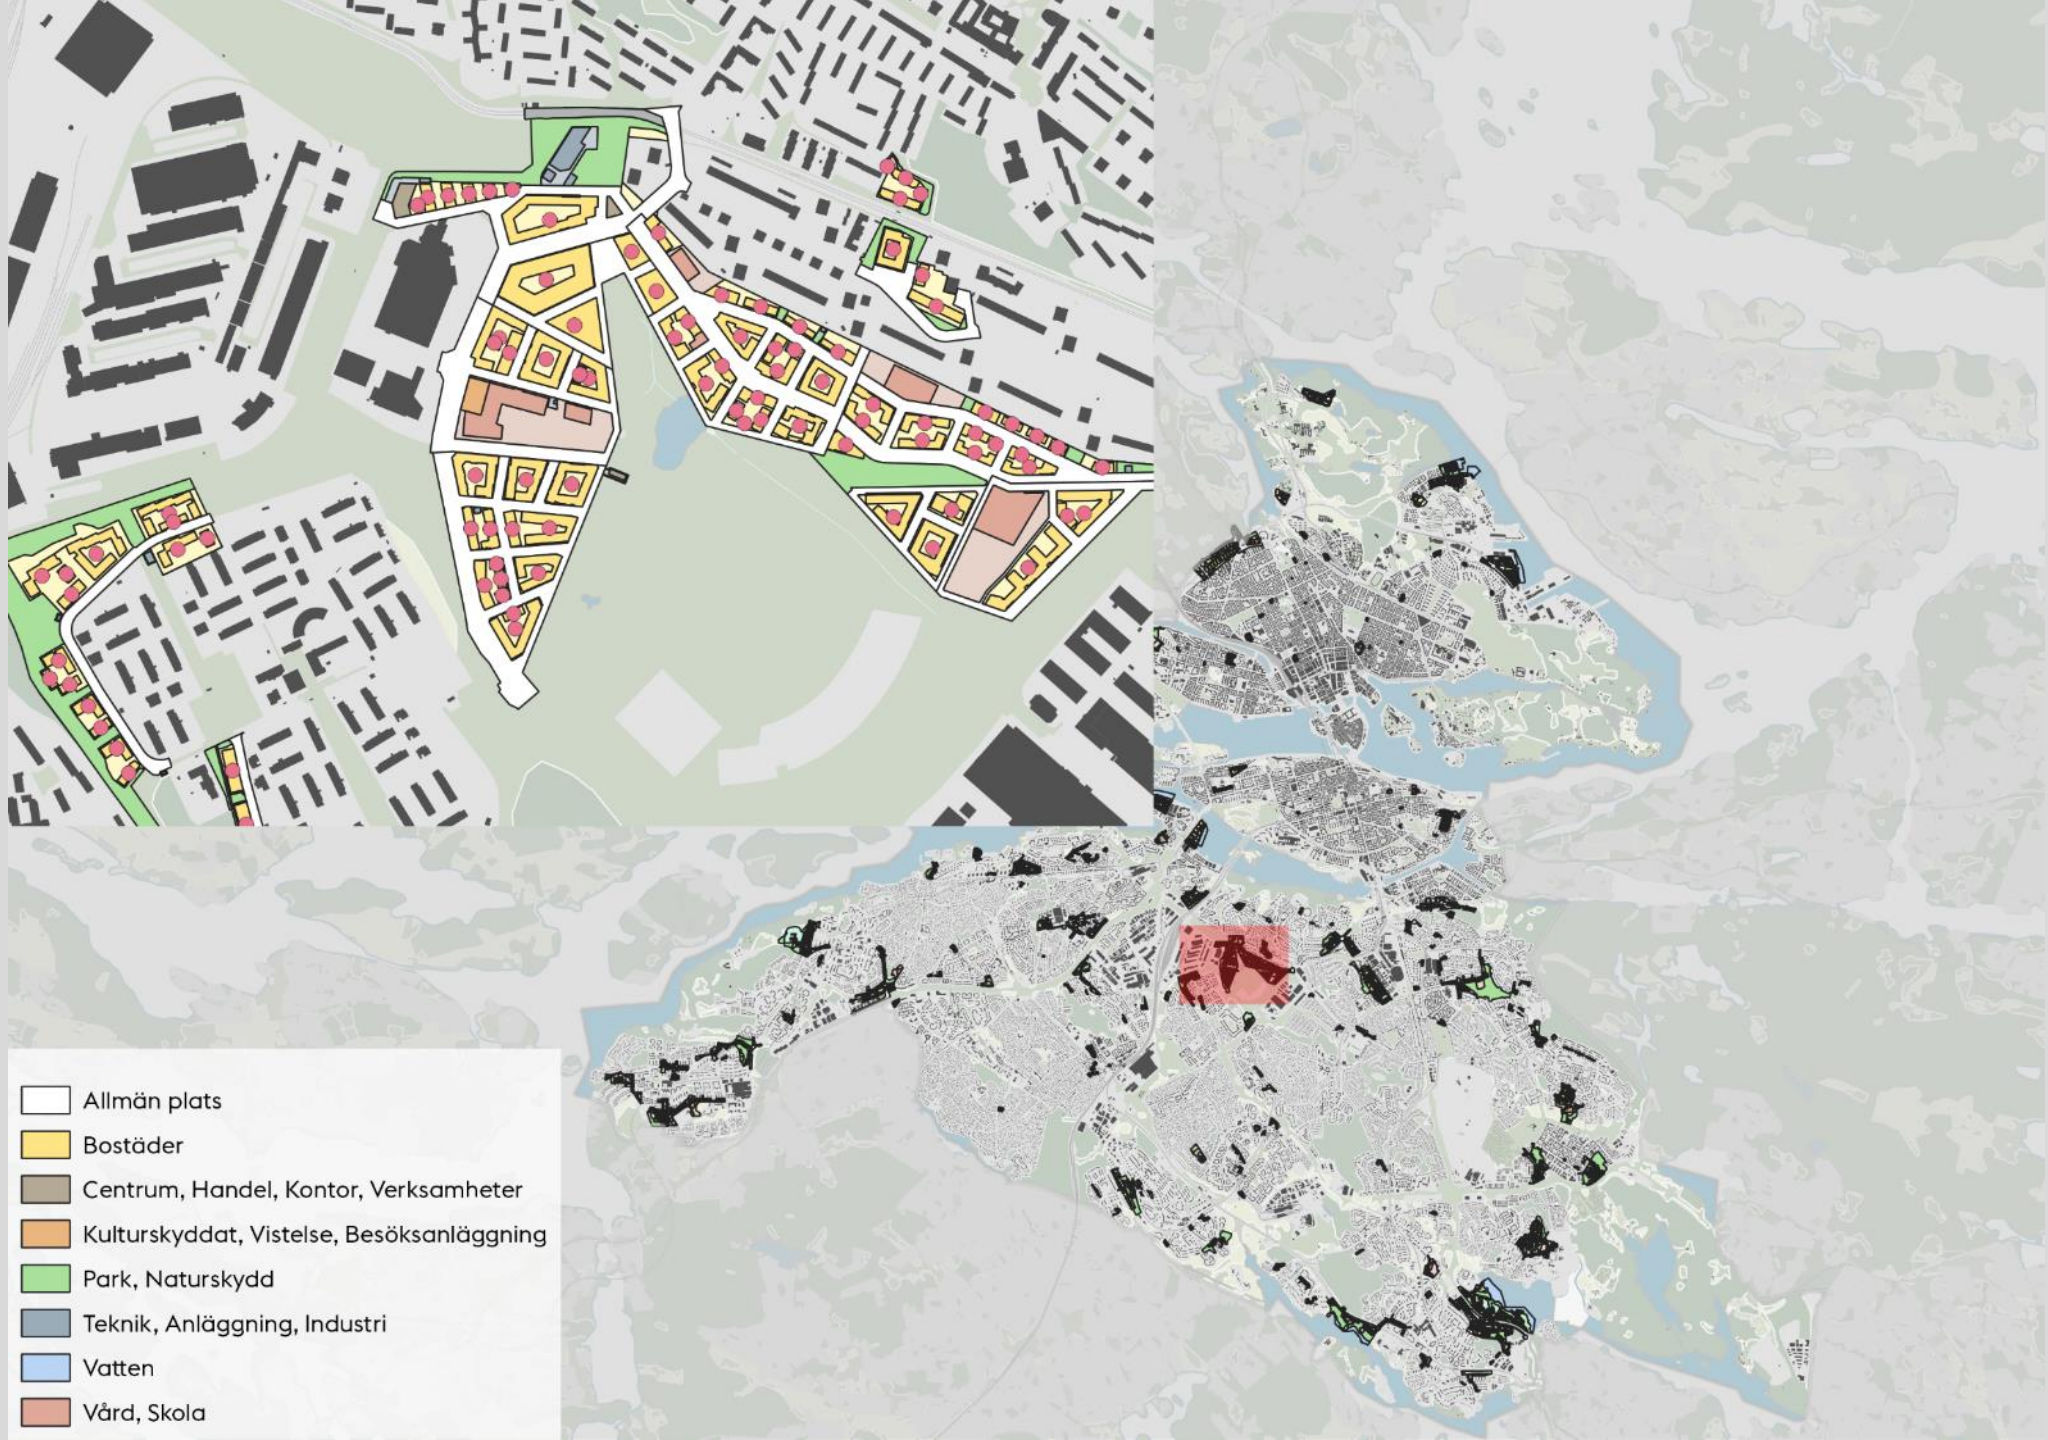 Allmän plats
Bostäder
Centrum, Handel, Kontor, Verksamheter
Kulturskyddat, Vistelse, Besöksanläggning
Park, Naturskydd
Teknik, Anläggning, Industri
Vatten
Vård, Skola